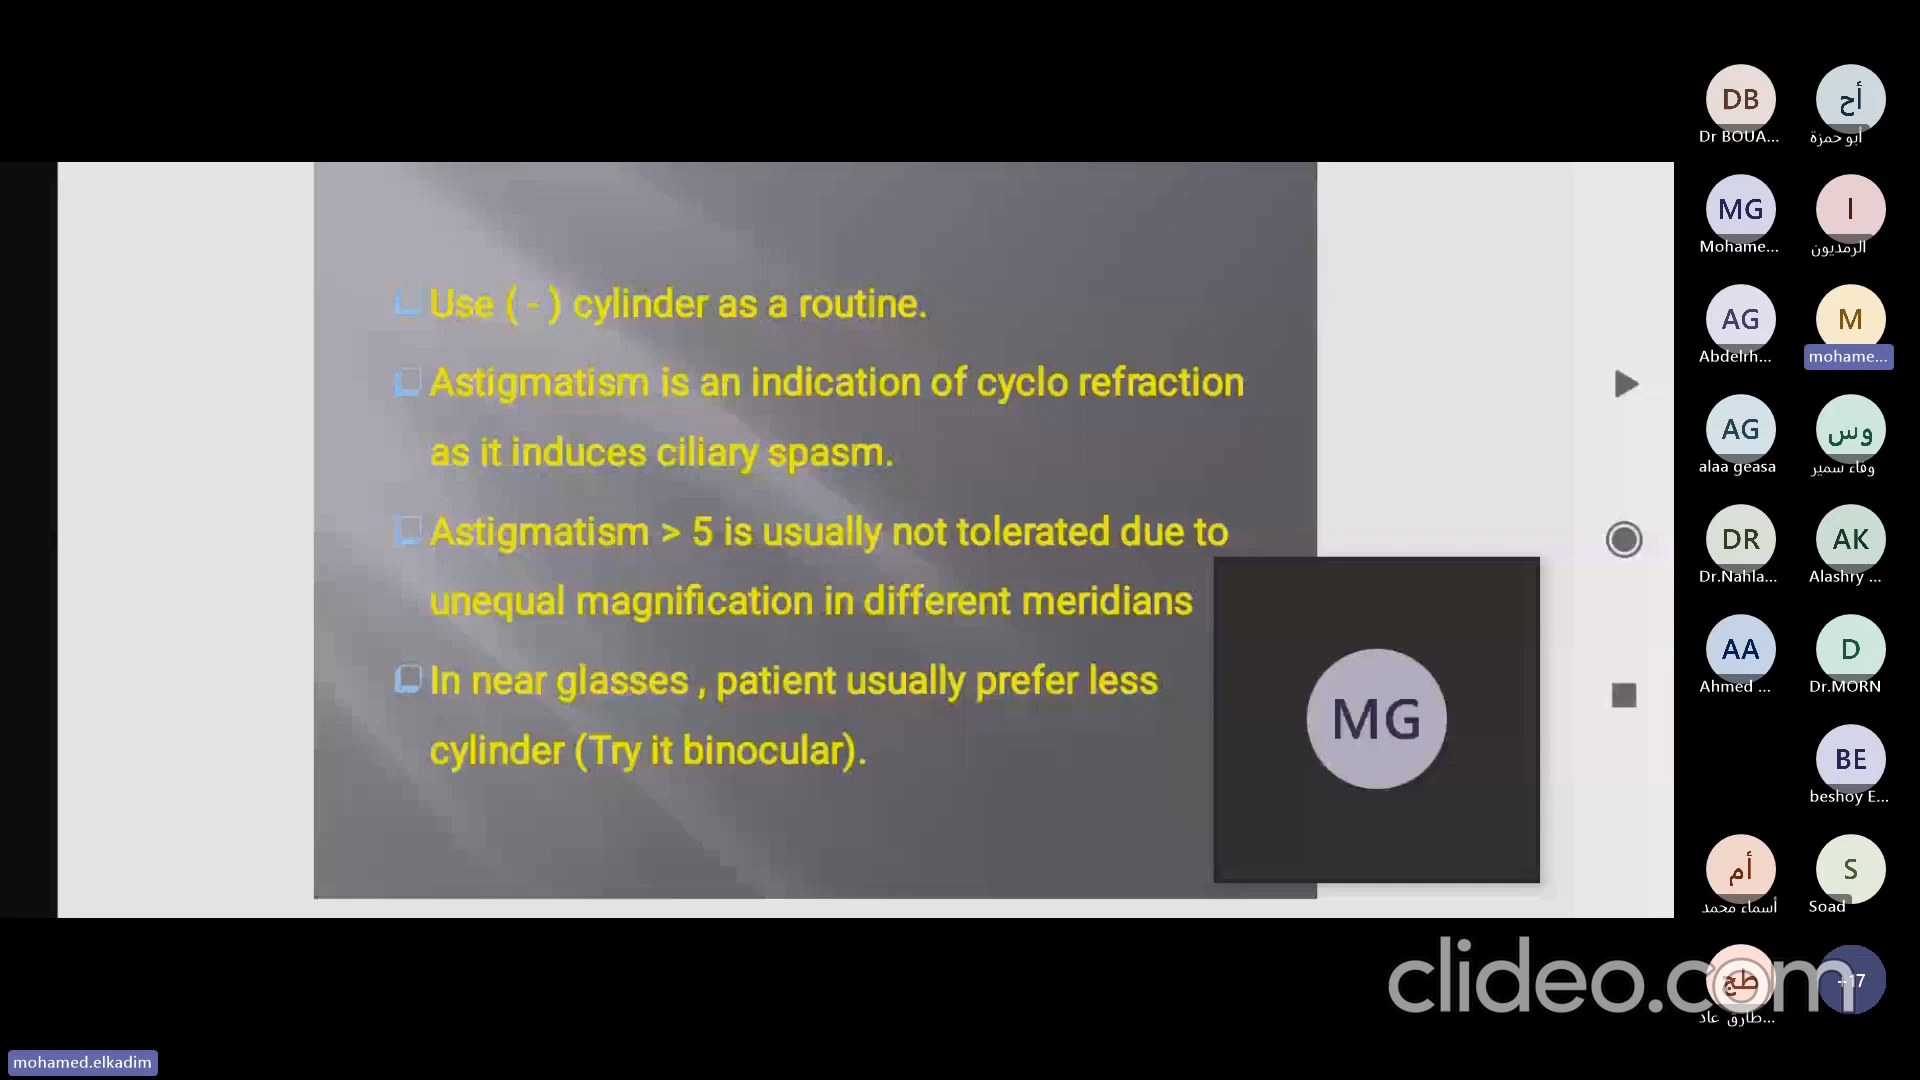 Use ( - ) cylinder as a routine.
Astigmatism is an indication of cyclo refraction
as it induces ciliary spasm.
Astigmatism > 5 is usually not tolerated due to
unequal magnification in different meridians
In near glasses , patient usually prefer less
cylinder (Try it binocular).
MG
DB
Dr BOUA...
أح
أبو حمزة
MG
Mohame...
ا
الرمديون
AG
Abdelrh...
M
mohame...
AG
alaa geasa
وس
وفاء سمير
DR
Dr.Nahla...
AK
Alashry ...
AA
Ahmed ...
D
Dr.MORN
BE
beshoy E...
أم
أسماء محمد
S
Soad
طج
طارق عاد...
+17
clideo.com
mohamed.elkadim